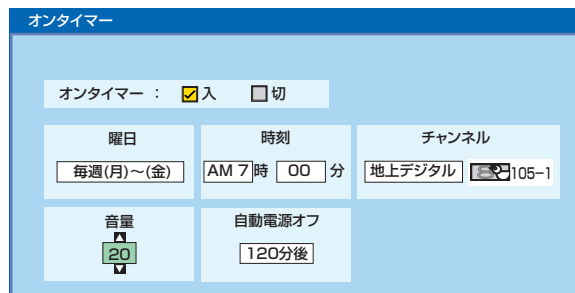 オンタイマー
オンタイマー ： 入 切
曜日 時刻 チャンネル
毎週(月)～(金) AM 7時 00 分 地上デジタル 105-1
音量 自動電源オフ
20 120分後